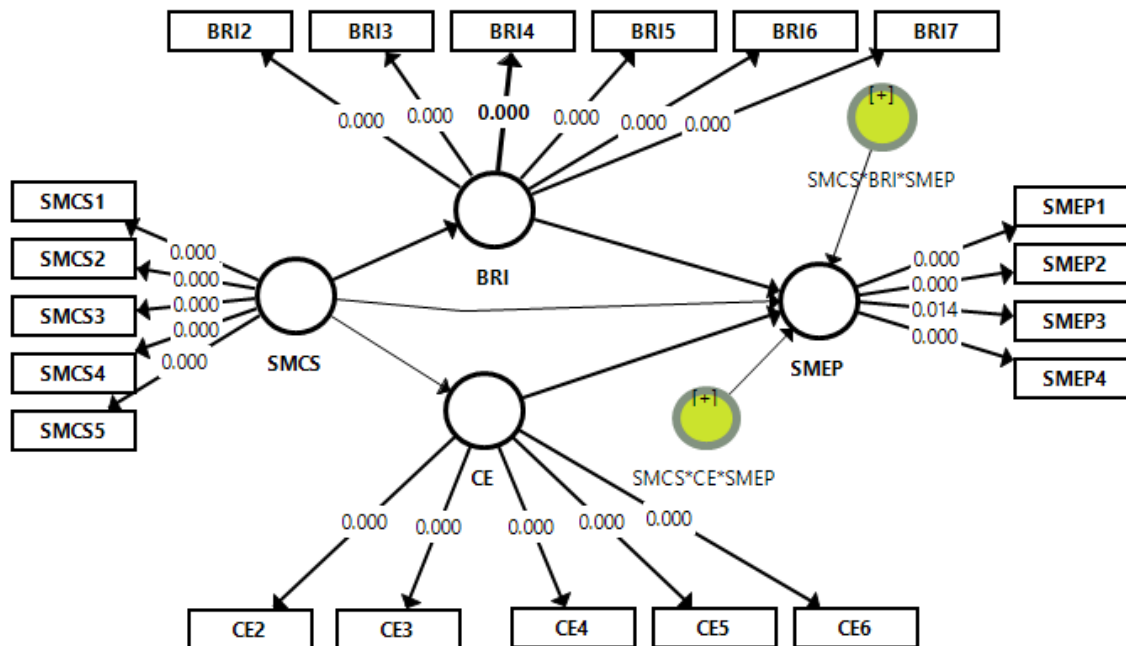 BRI2 BRI3 BRI4 BRI5 BRI6 BRI7
[+]
0.000 0.000 0.000 0.000 0.000 0.000
SMCS*BRI*SMEP
SMCS1
SMCS2
SMCS3
SMCS4
SMCS5
0.000
0.000
0.000
0.000
0.000
SMCS
BRI
SMEP
0.000
0.000
0.014
0.000
SMEP1
SMEP2
SMEP3
SMEP4
[+]
SMCS*CE*SMEP
CE
0.000 0.000 0.000 0.000 0.000
CE2 CE3 CE4 CE5 CE6